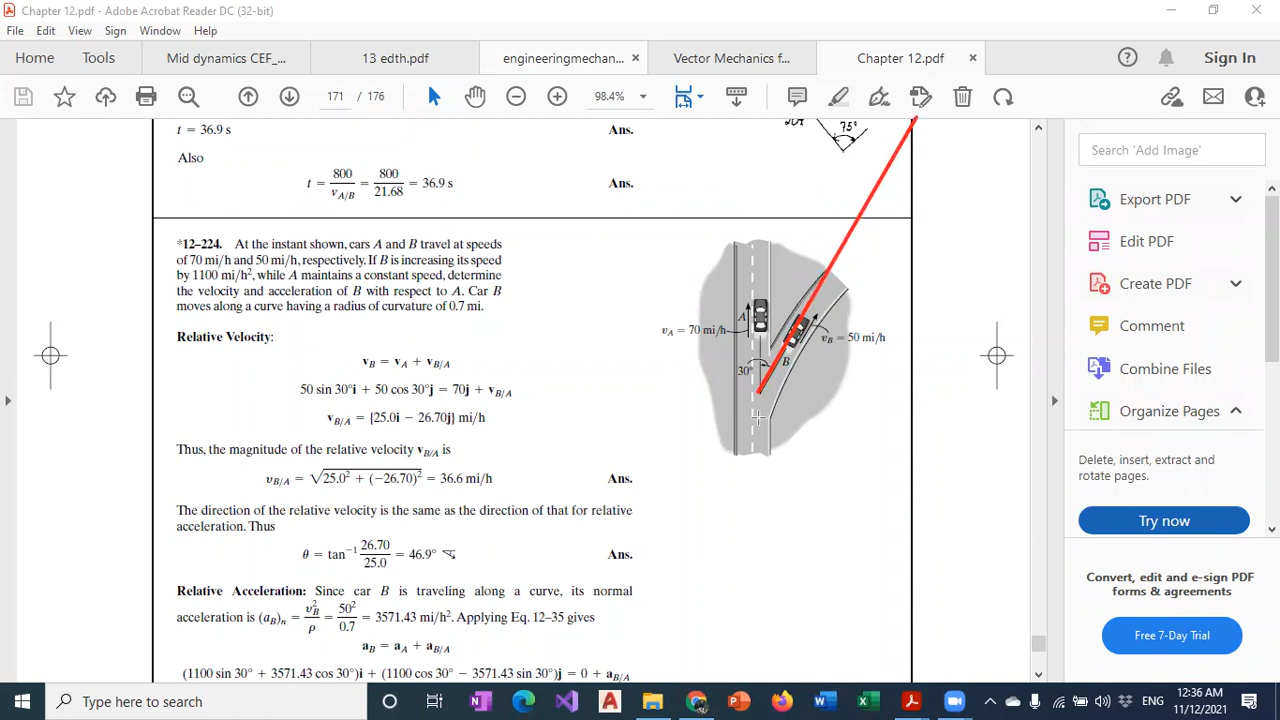 Chapter 12.pdf - Adobe Acrobat Reader DC (32-bit)
File Edit View Sign Window Help
Home Tools Mid dynamics CEF_... 13 edth.pdf engineeringmechan... × Vector Mechanics f... Chapter 12.pdf × Sign In
171 / 176 98.4%
t = 36.9 s Ans.
75°
Also
t = 800/v_A/B = 800/21.68 = 36.9 s Ans.
*12–224. At the instant shown, cars A and B travel at speeds
of 70 mi/h and 50 mi/h, respectively. If B is increasing its speed
by 1100 mi/h², while A maintains a constant speed, determine
the velocity and acceleration of B with respect to A. Car B
moves along a curve having a radius of curvature of 0.7 mi.
Relative Velocity:
v_B = v_A + v_B/A
50 sin 30°i + 50 cos 30°j = 70j + v_B/A
v_B/A = {25.0i − 26.70j} mi/h
Thus, the magnitude of the relative velocity v_B/A is
υ_B/A = √25.0² + (−26.70)² = 36.6 mi/h Ans.
The direction of the relative velocity is the same as the direction of that for relative
acceleration. Thus
θ = tan⁻¹ 26.70/25.0 = 46.9° Ans.
Relative Acceleration: Since car B is traveling along a curve, its normal
acceleration is (a_B)_n = υ_B²/ρ = 50²/0.7 = 3571.43 mi/h². Applying Eq. 12–35 gives
a_B = a_A + a_B/A
(1100 sin 30° + 3571.43 cos 30°)i + (1100 cos 30° − 3571.43 sin 30°)j = 0 + a_B/A
A
υ_A = 70 mi/h
υ_B = 50 mi/h
B
30°
Search 'Add Image'
Export PDF
Edit PDF
Create PDF
Comment
Combine Files
Organize Pages
Delete, insert, extract and
rotate pages.
Try now
Convert, edit and e-sign PDF
forms & agreements
Free 7-Day Trial
Type here to search
ENG
12:36 AM
11/12/2021